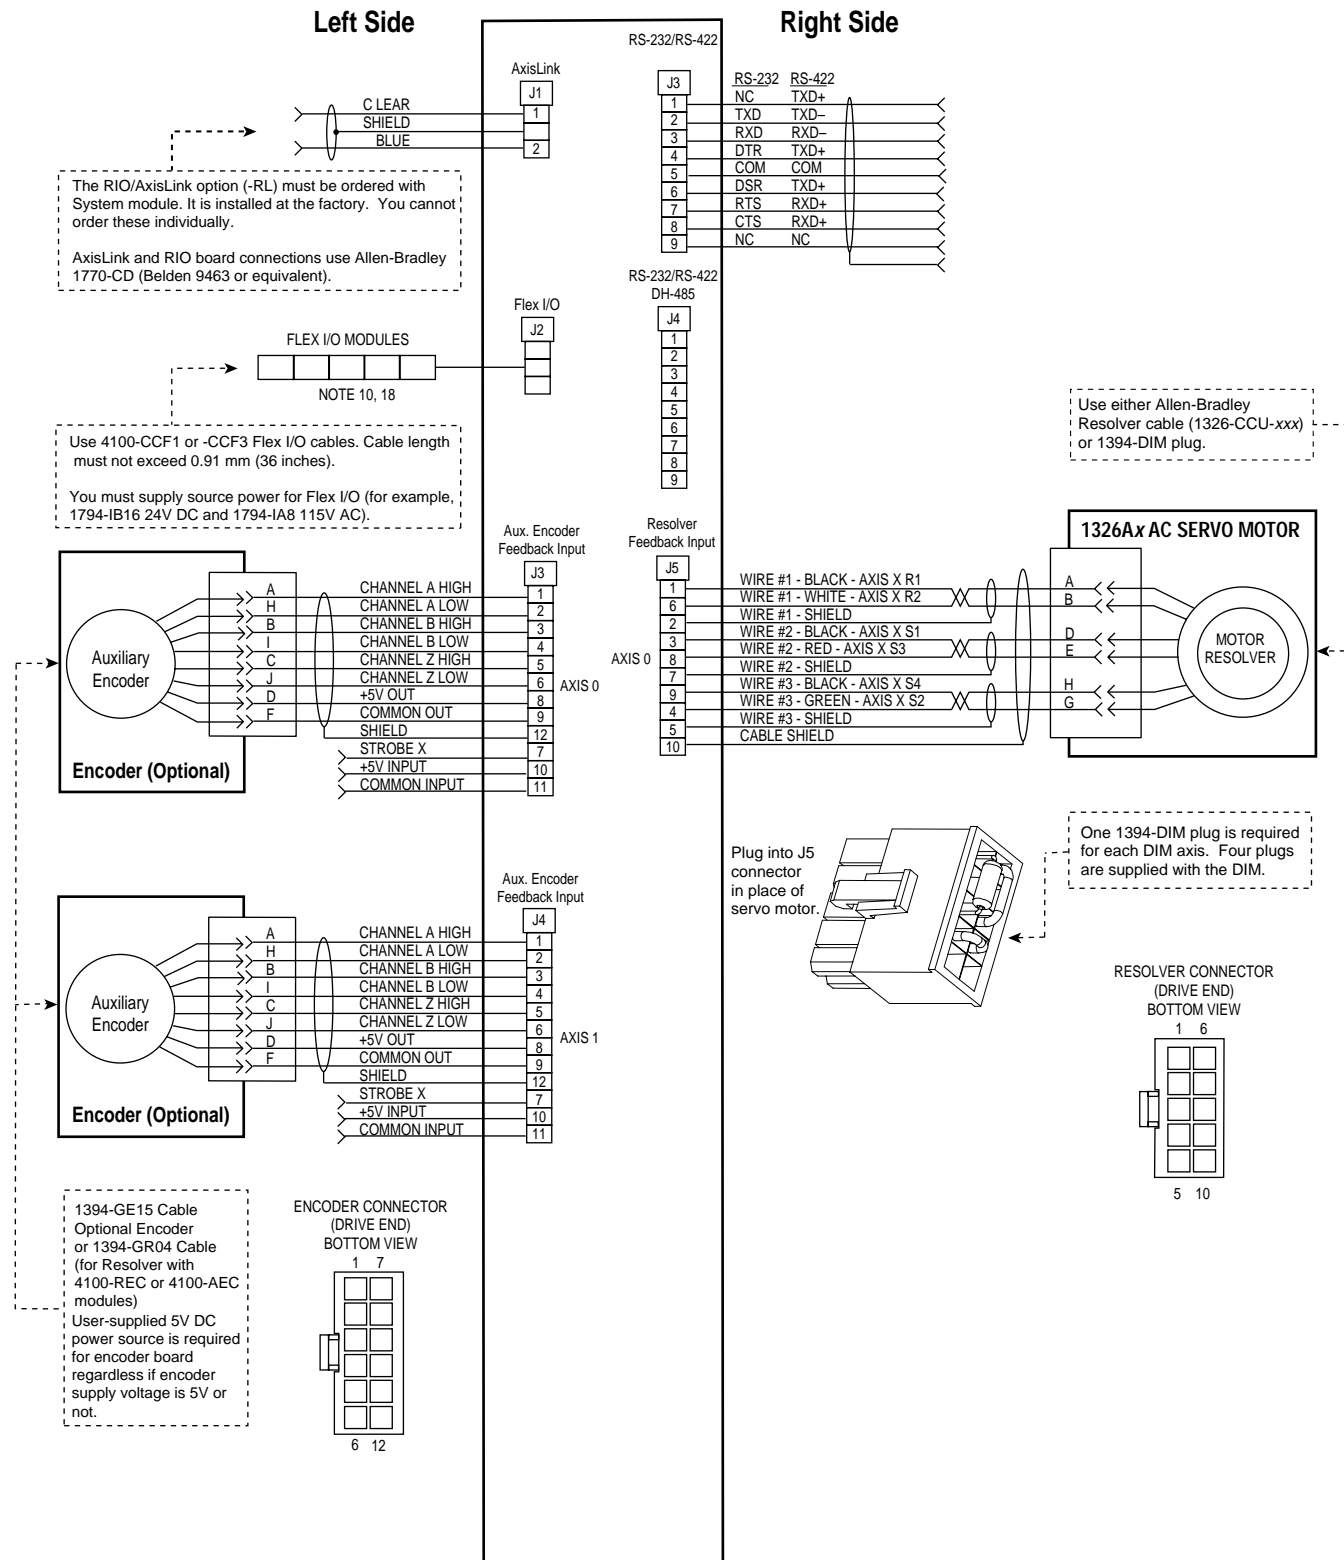 Left Side
Right Side
RS-232/RS-422
AxisLink
J1
C LEAR
1
SHIELD
BLUE
2
J3
RS-232 RS-422
1 NC TXD+
2 TXD TXD–
3 RXD RXD–
4 DTR TXD+
5 COM COM
6 DSR TXD+
7 RTS RXD+
8 CTS RXD+
9 NC NC
The RIO/AxisLink option (-RL) must be ordered with
System module. It is installed at the factory. You cannot
order these individually.
AxisLink and RIO board connections use Allen-Bradley
1770-CD (Belden 9463 or equivalent).
RS-232/RS-422
DH-485
J4
1
2
3
4
5
6
7
8
9
Flex I/O
J2
FLEX I/O MODULES
NOTE 10, 18
Use 4100-CCF1 or -CCF3 Flex I/O cables. Cable length
must not exceed 0.91 mm (36 inches).
You must supply source power for Flex I/O (for example,
1794-IB16 24V DC and 1794-IA8 115V AC).
Use either Allen-Bradley
Resolver cable (1326-CCU-xxx)
or 1394-DIM plug.
Aux. Encoder
Feedback Input
J3
A CHANNEL A HIGH 1
H CHANNEL A LOW 2
B CHANNEL B HIGH 3
I CHANNEL B LOW 4
C CHANNEL Z HIGH 5
J CHANNEL Z LOW 6
D +5V OUT 8
F COMMON OUT 9
SHIELD 12
STROBE X 7
+5V INPUT 10
COMMON INPUT 11
AXIS 0
Auxiliary
Encoder
Encoder (Optional)
Resolver
Feedback Input
J5
1 WIRE #1 - BLACK - AXIS X R1 A
6 WIRE #1 - WHITE - AXIS X R2 B
2 WIRE #1 - SHIELD
3 WIRE #2 - BLACK - AXIS X S1 D
8 WIRE #2 - RED - AXIS X S3 E
7 WIRE #2 - SHIELD
9 WIRE #3 - BLACK - AXIS X S4 H
4 WIRE #3 - GREEN - AXIS X S2 G
5 WIRE #3 - SHIELD
10 CABLE SHIELD
AXIS 0
1326Ax AC SERVO MOTOR
MOTOR
RESOLVER
Plug into J5
connector
in place of
servo motor.
One 1394-DIM plug is required
for each DIM axis. Four plugs
are supplied with the DIM.
Aux. Encoder
Feedback Input
J4
A CHANNEL A HIGH 1
H CHANNEL A LOW 2
B CHANNEL B HIGH 3
I CHANNEL B LOW 4
C CHANNEL Z HIGH 5
J CHANNEL Z LOW 6
D +5V OUT 8
F COMMON OUT 9
SHIELD 12
STROBE X 7
+5V INPUT 10
COMMON INPUT 11
AXIS 1
Auxiliary
Encoder
Encoder (Optional)
RESOLVER CONNECTOR
(DRIVE END)
BOTTOM VIEW
1 6
5 10
1394-GE15 Cable
Optional Encoder
or 1394-GR04 Cable
(for Resolver with
4100-REC or 4100-AEC
modules)
User-supplied 5V DC
power source is required
for encoder board
regardless if encoder
supply voltage is 5V or
not.
ENCODER CONNECTOR
(DRIVE END)
BOTTOM VIEW
1 7
6 12